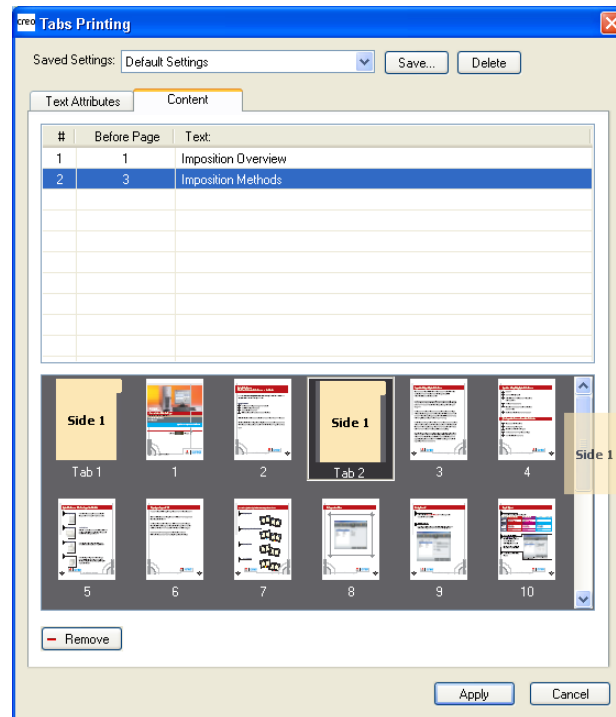 creo Tabs Printing
Saved Settings: Default Settings Save... Delete
Text Attributes Content
# Before Page Text:
1 1 Imposition Overview
2 3 Imposition Methods
Side 1 Side 1 Side 1
Tab 1 1 2 Tab 2 3 4
5 6 7 8 9 10
Remove
Apply Cancel